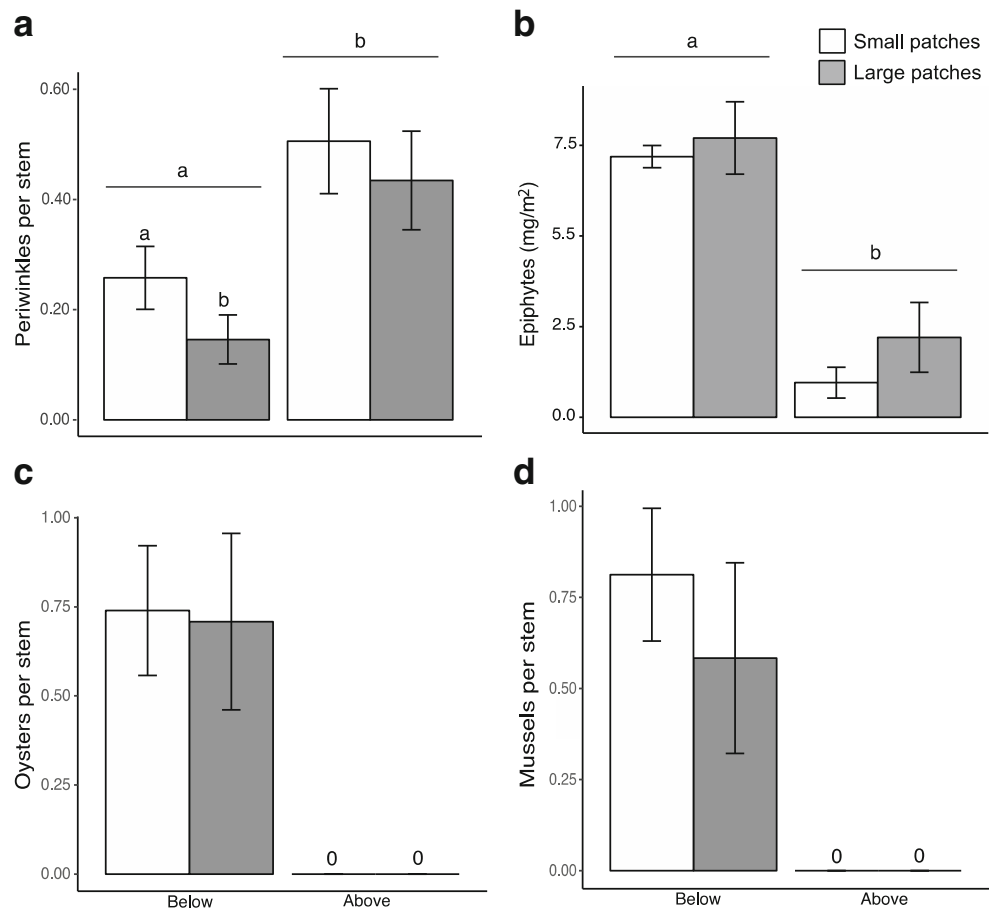 a
b
Small patches
Large patches
Periwinkles per stem
0.60
0.40
0.20
0.00
a
a
b
b
Epiphytes (mg/m²)
7.5
5.5
2.5
0.0
a
b
c
d
Oysters per stem
1.00
0.75
0.50
0.25
0.00
0
0
Below
Above
Mussels per stem
1.00
0.75
0.50
0.25
0.00
0
0
Below
Above